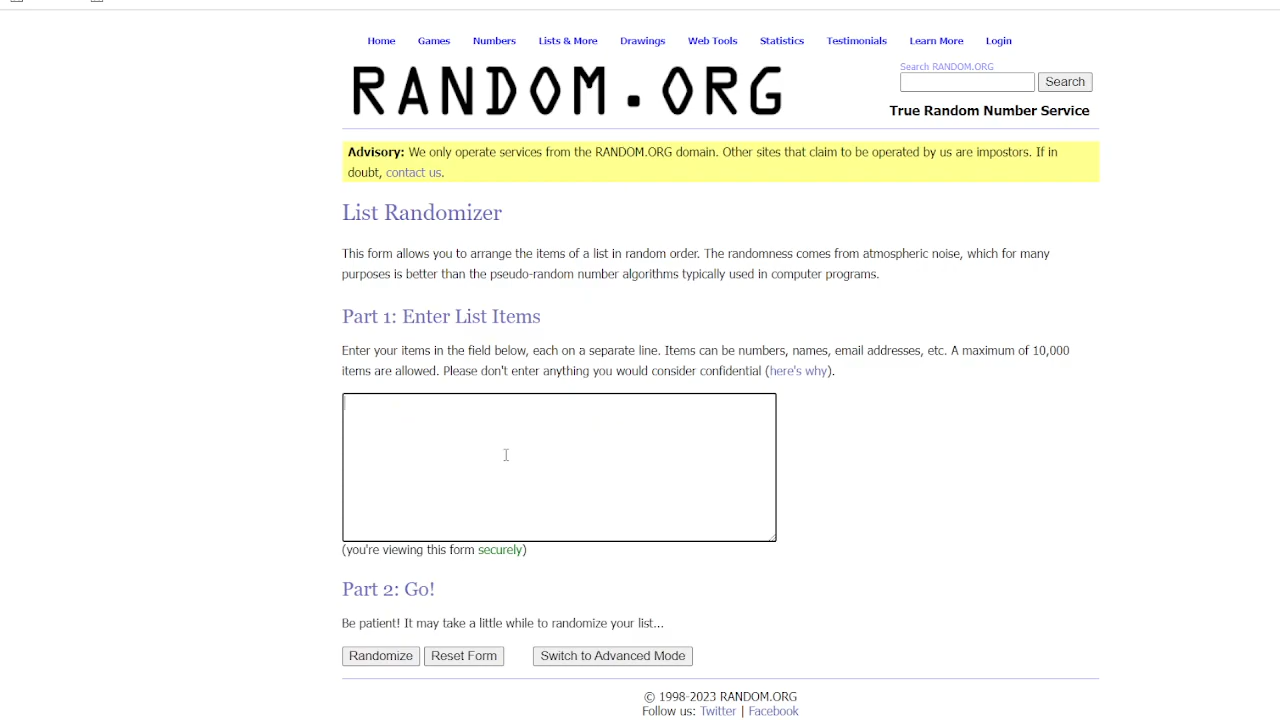 Home Games Numbers Lists & More Drawings Web Tools Statistics Testimonials Learn More Login
RANDOM.ORG
Search RANDOM.ORG
Search
True Random Number Service
Advisory: We only operate services from the RANDOM.ORG domain. Other sites that claim to be operated by us are impostors. If in
doubt, contact us.
List Randomizer
This form allows you to arrange the items of a list in random order. The randomness comes from atmospheric noise, which for many
purposes is better than the pseudo-random number algorithms typically used in computer programs.
Part 1: Enter List Items
Enter your items in the field below, each on a separate line. Items can be numbers, names, email addresses, etc. A maximum of 10,000
items are allowed. Please don't enter anything you would consider confidential (here's why).
(you're viewing this form securely)
Part 2: Go!
Be patient! It may take a little while to randomize your list...
Randomize Reset Form Switch to Advanced Mode
© 1998-2023 RANDOM.ORG
Follow us: Twitter | Facebook